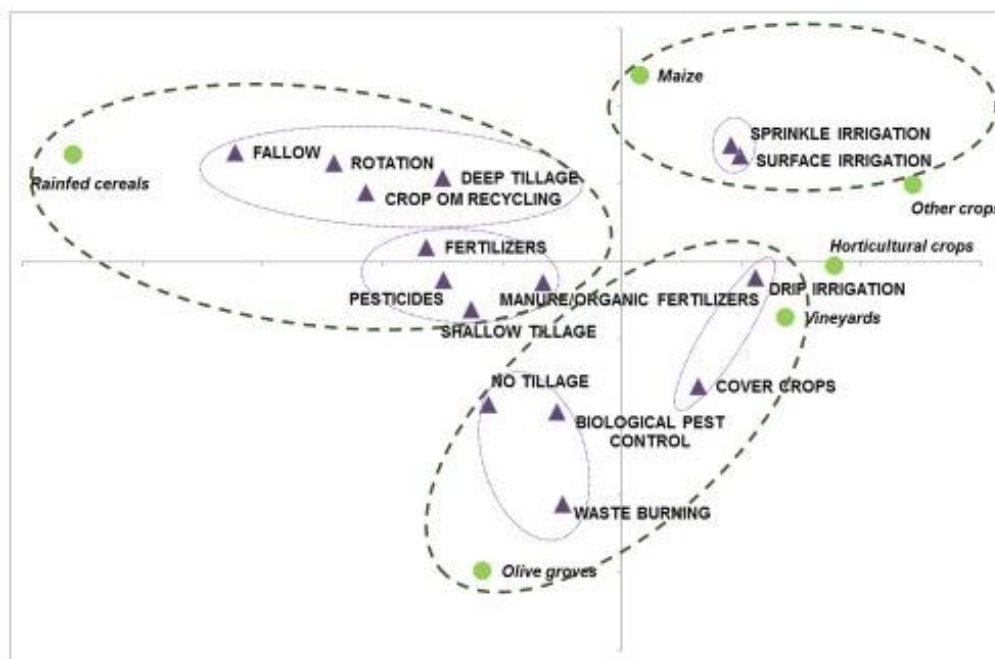 Maize
SPRINKLE IRRIGATION
FALLOW
ROTATION
SURFACE IRRIGATION
Rainfed cereals
DEEP TILLAGE
CROP OM RECYCLING
Other crops
FERTILIZERS
Horticultural crops
PESTICIDES
MANURE/ORGANIC FERTILIZERS
DRIP IRRIGATION
SHALLOW TILLAGE
Vineyards
NO TILLAGE
COVER CROPS
BIOLOGICAL PEST
CONTROL
WASTE BURNING
Olive groves